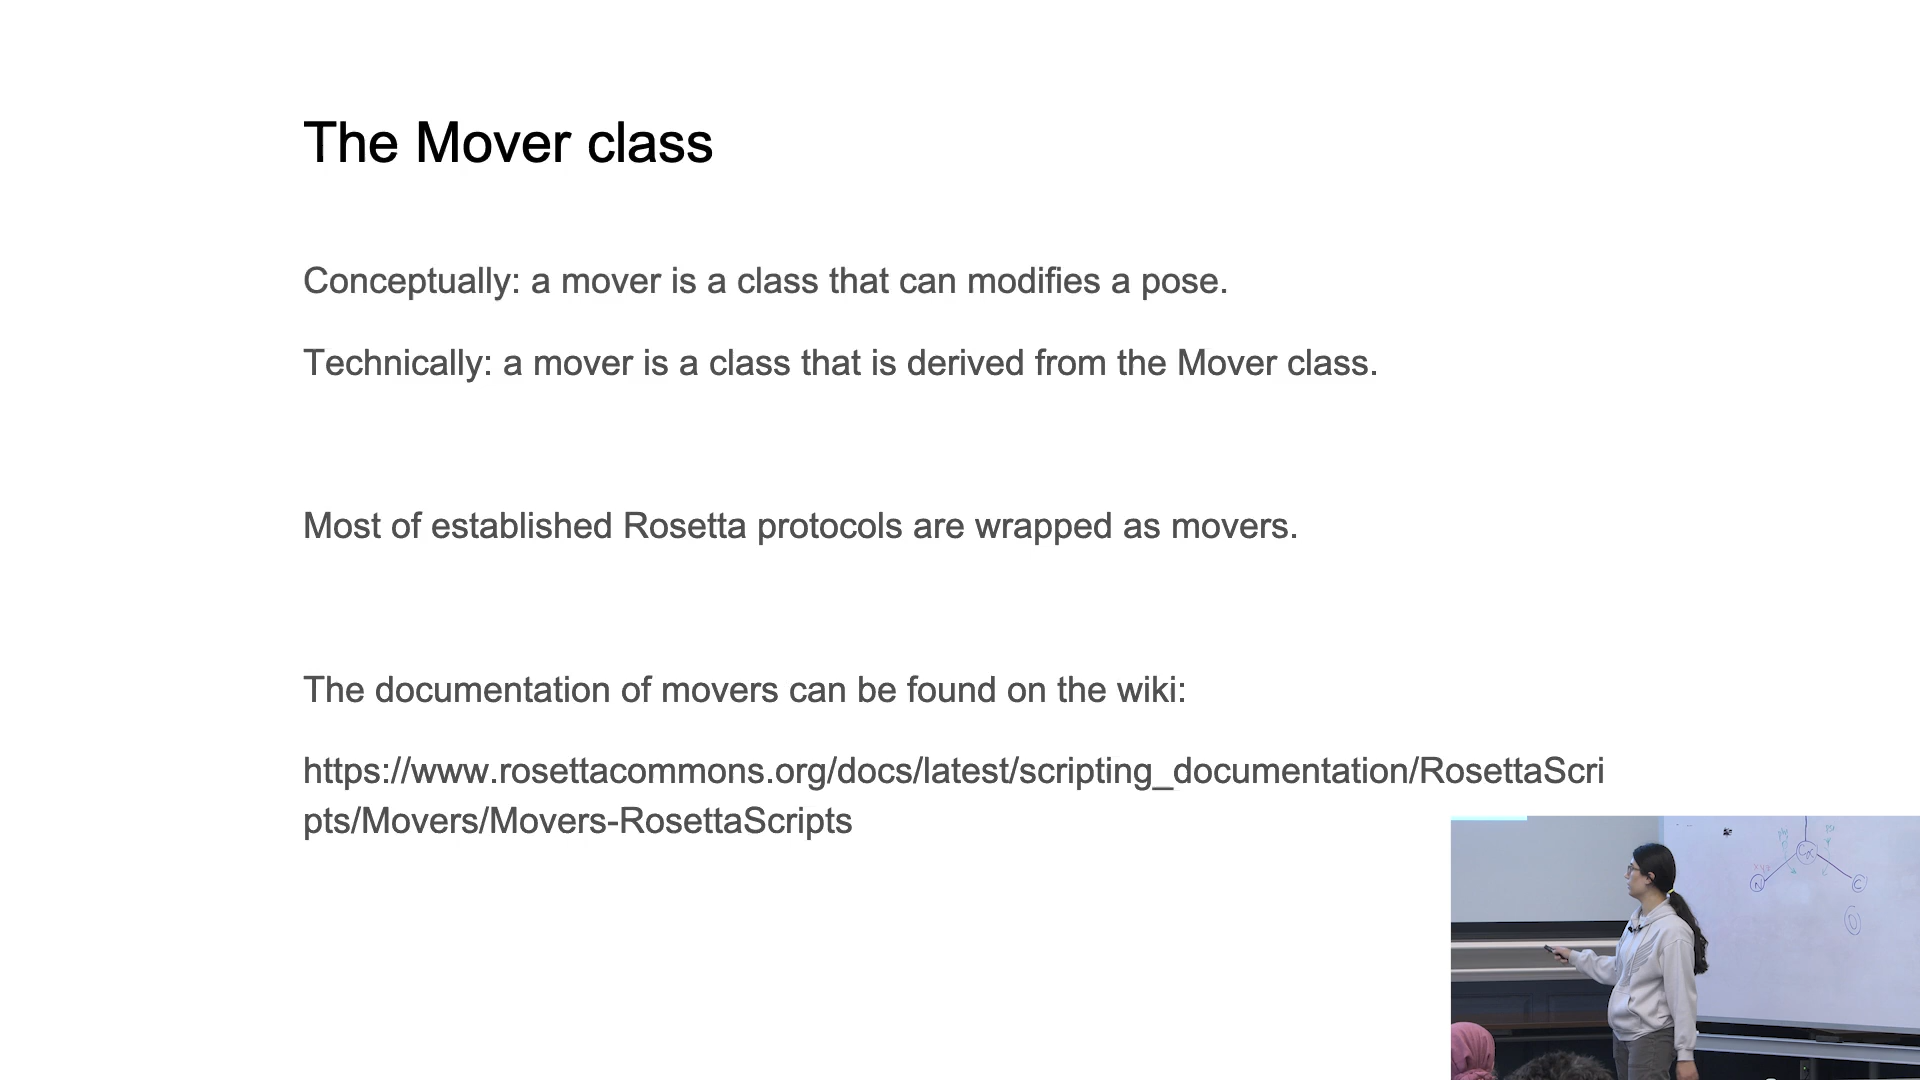 The Mover class
Conceptually: a mover is a class that can modifies a pose.
Technically: a mover is a class that is derived from the Mover class.
Most of established Rosetta protocols are wrapped as movers.
The documentation of movers can be found on the wiki:
https://www.rosettacommons.org/docs/latest/scripting_documentation/RosettaScri
pts/Movers/Movers-RosettaScripts
N
C
O